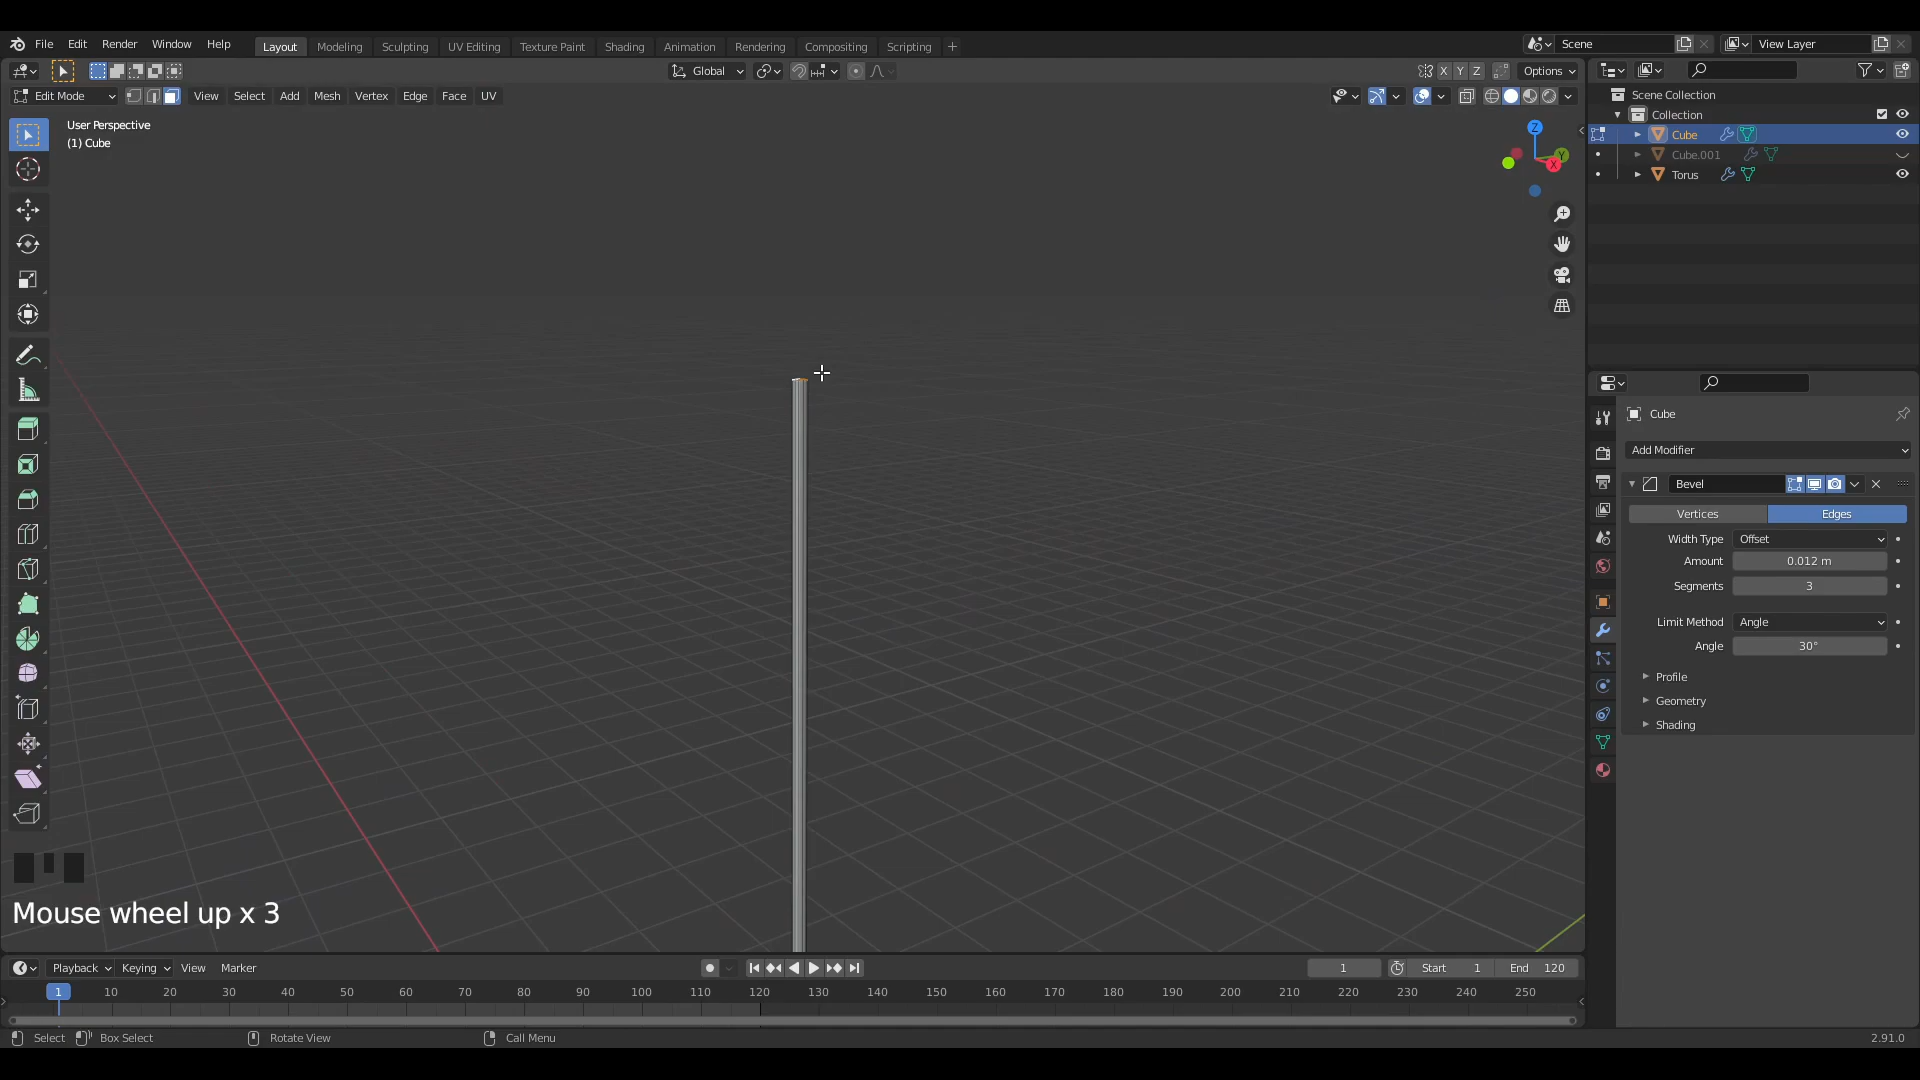 File Edit Render Window Help Layout Modeling Sculpting UV Editing Texture Paint Shading Animation Rendering Compositing Scripting + Scene View Layer
Global X Y Z Options
Edit Mode View Select Add Mesh Vertex Edge Face UV
User Perspective
(1) Cube
Z
Y
X
Scene Collection
Collection
Cube
Cube.001
Torus
Cube
Add Modifier
Bevel
Vertices Edges
Width Type Offset
Amount 0.012 m
Segments 3
Limit Method Angle
Angle 30°
Profile
Geometry
Shading
Mouse wheel up x 3
Playback Keying View Marker 1 Start 1 End 120
1 10 20 30 40 50 60 70 80 90 100 110 120 130 140 150 160 170 180 190 200 210 220 230 240 250
Select Box Select Rotate View Call Menu 2.91.0